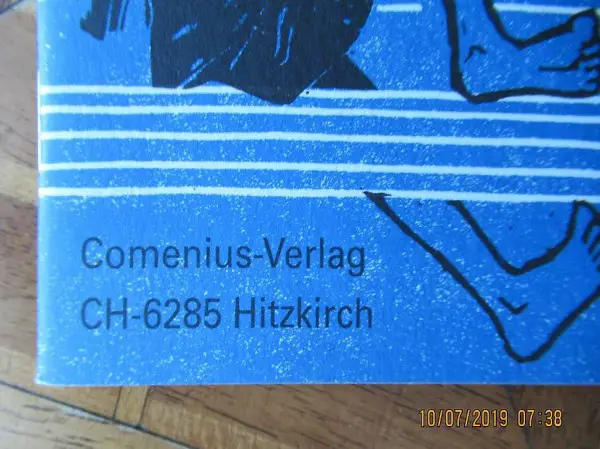 Comenius-Verlag
CH-6285 Hitzkirch
10/07/2019 07:38